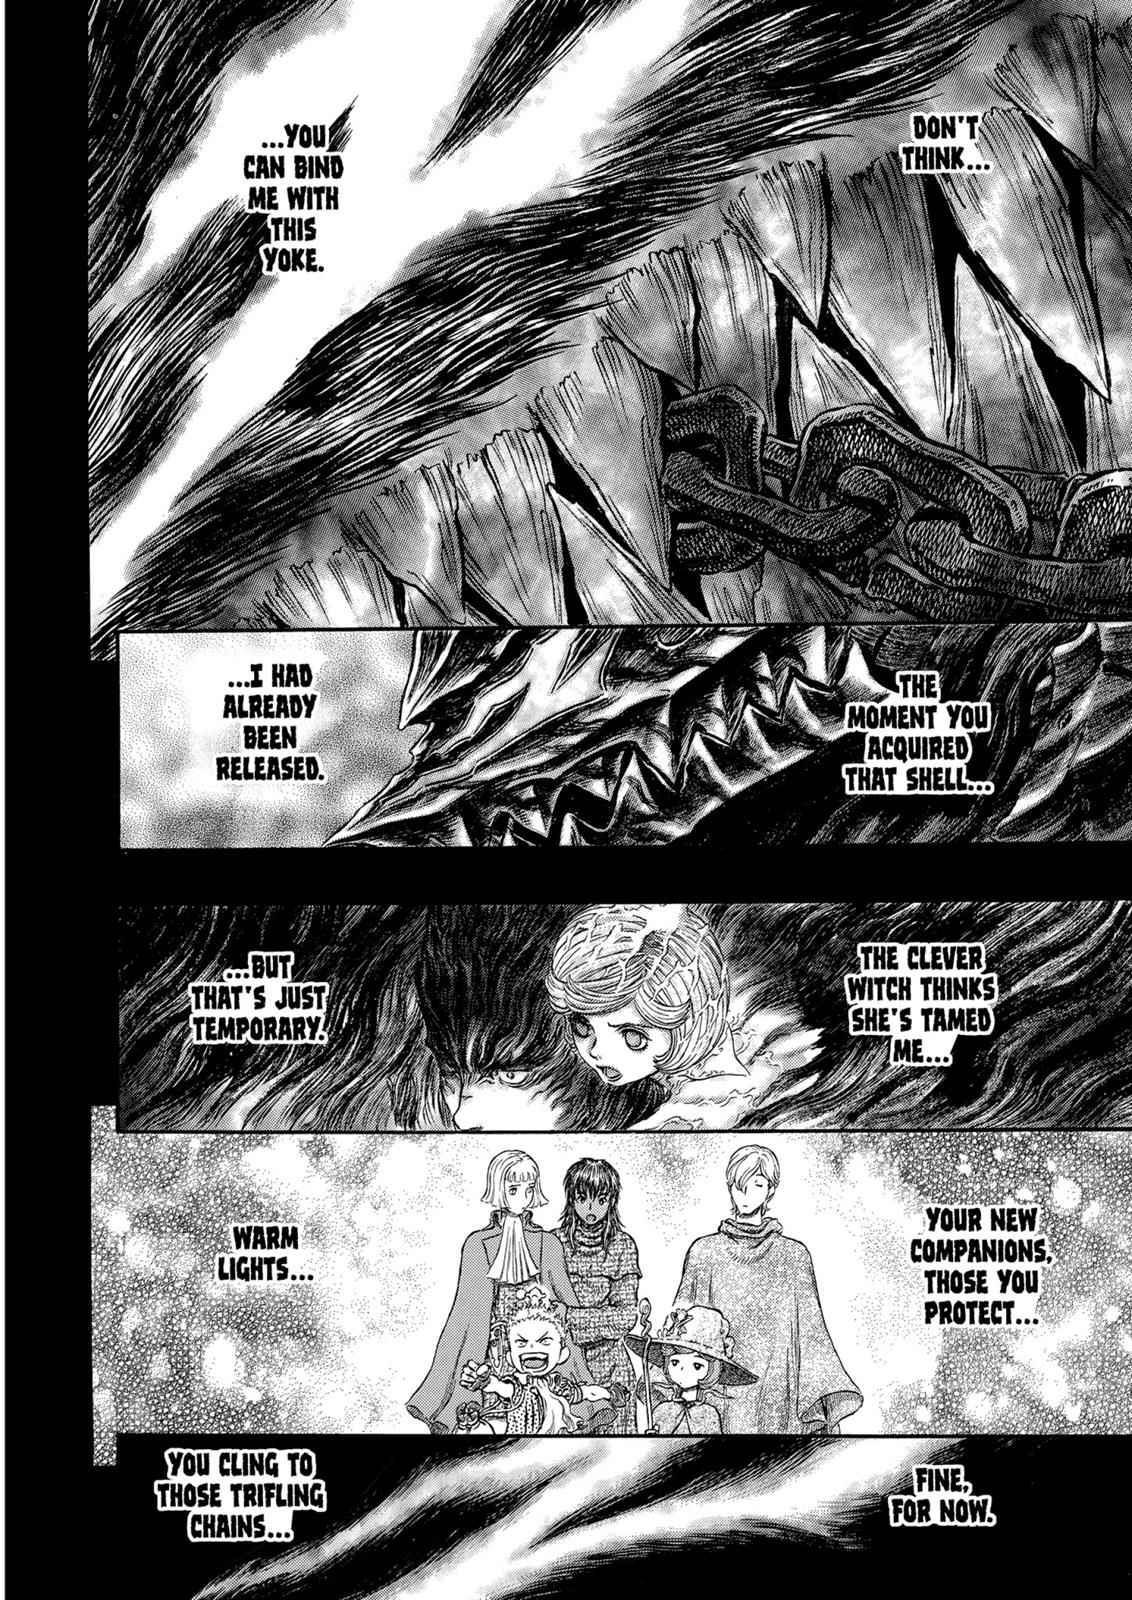 DON'T
THINK...
...YOU
CAN BIND
ME WITH
THIS
YOKE.
THE
MOMENT YOU
ACQUIRED
THAT SHELL...
...I HAD
ALREADY
BEEN
RELEASED.
THE CLEVER
WITCH THINKS
SHE'S TAMED
ME...
...BUT
THAT'S JUST
TEMPORARY.
YOUR NEW
COMPANIONS,
THOSE YOU
PROTECT...
WARM
LIGHTS...
FINE,
FOR NOW.
YOU CLING TO
THOSE TRIFLING
CHAINS...